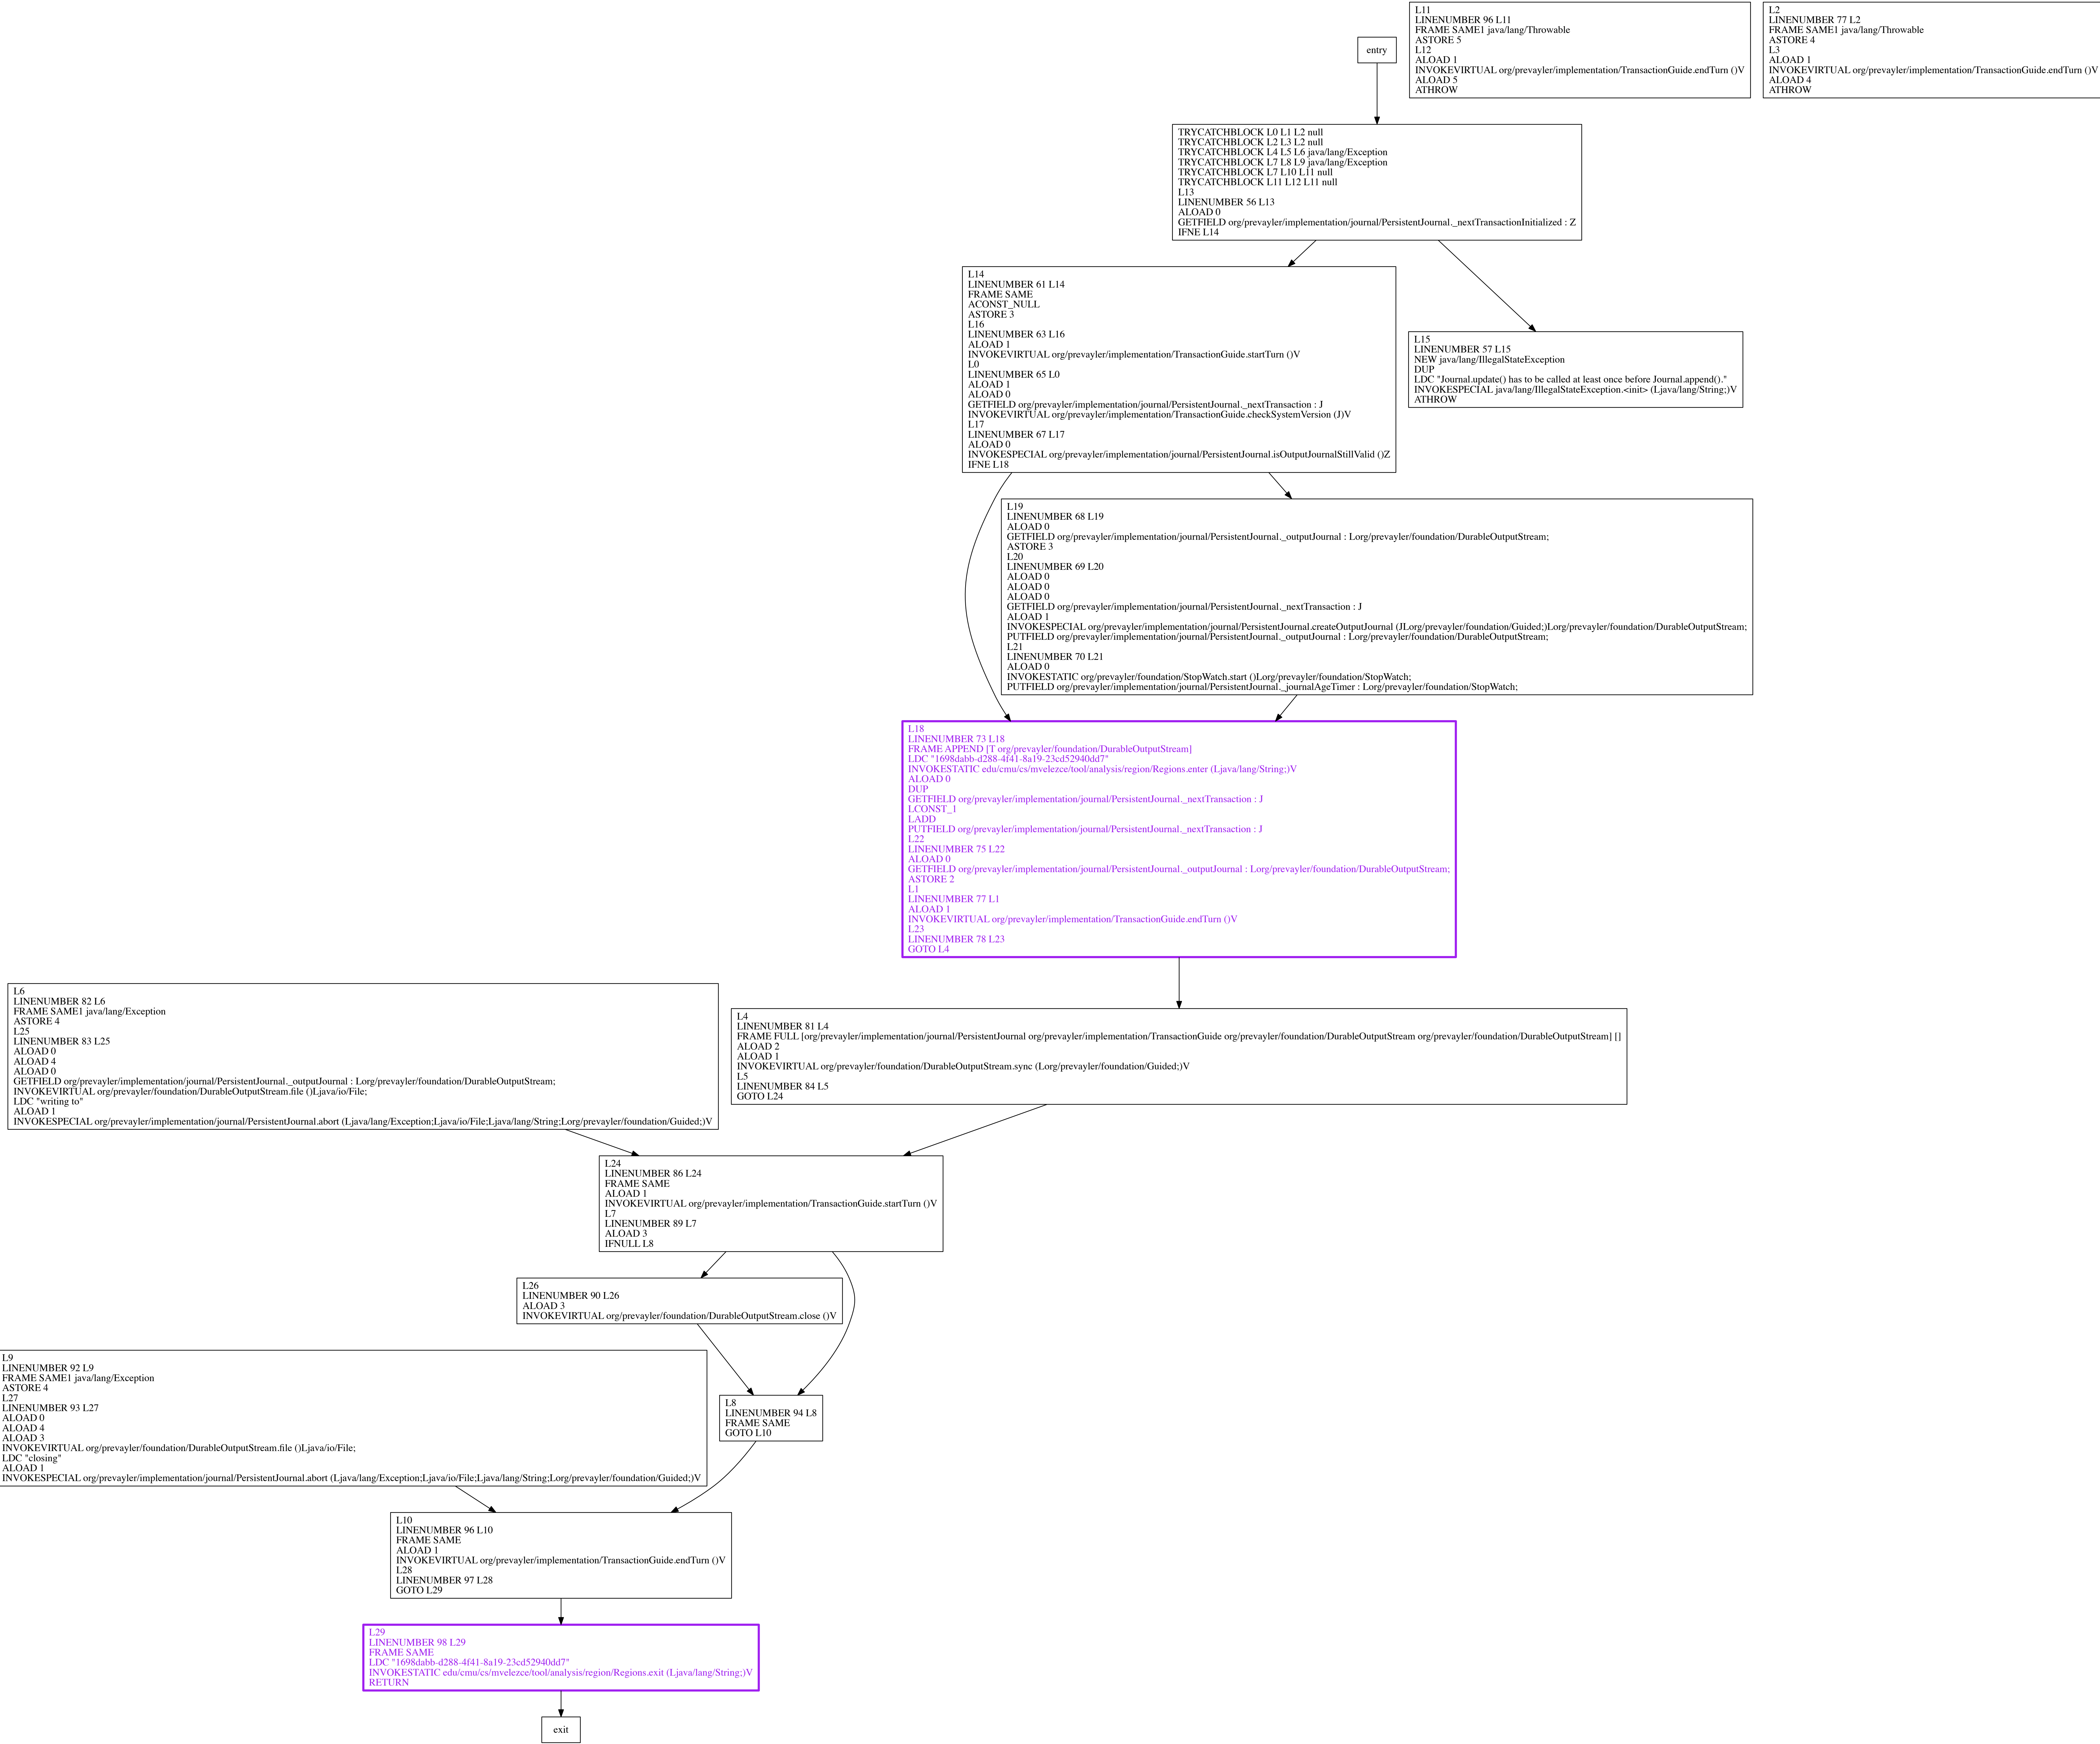 entry
L11
LINENUMBER 96 L11
FRAME SAME1 java/lang/Throwable
ASTORE 5
L12
ALOAD 1
INVOKEVIRTUAL org/prevayler/implementation/TransactionGuide.endTurn ()V
ALOAD 5
ATHROW
L2
LINENUMBER 77 L2
FRAME SAME1 java/lang/Throwable
ASTORE 4
L3
ALOAD 1
INVOKEVIRTUAL org/prevayler/implementation/TransactionGuide.endTurn ()V
ALOAD 4
ATHROW
TRYCATCHBLOCK L0 L1 L2 null
TRYCATCHBLOCK L2 L3 L2 null
TRYCATCHBLOCK L4 L5 L6 java/lang/Exception
TRYCATCHBLOCK L7 L8 L9 java/lang/Exception
TRYCATCHBLOCK L7 L10 L11 null
TRYCATCHBLOCK L11 L12 L11 null
L13
LINENUMBER 56 L13
ALOAD 0
GETFIELD org/prevayler/implementation/journal/PersistentJournal._nextTransactionInitialized : Z
IFNE L14
L14
LINENUMBER 61 L14
FRAME SAME
ACONST_NULL
ASTORE 3
L16
LINENUMBER 63 L16
ALOAD 1
INVOKEVIRTUAL org/prevayler/implementation/TransactionGuide.startTurn ()V
L0
LINENUMBER 65 L0
ALOAD 1
ALOAD 0
GETFIELD org/prevayler/implementation/journal/PersistentJournal._nextTransaction : J
INVOKEVIRTUAL org/prevayler/implementation/TransactionGuide.checkSystemVersion (J)V
L17
LINENUMBER 67 L17
ALOAD 0
INVOKESPECIAL org/prevayler/implementation/journal/PersistentJournal.isOutputJournalStillValid ()Z
IFNE L18
L15
LINENUMBER 57 L15
NEW java/lang/IllegalStateException
DUP
LDC "Journal.update() has to be called at least once before Journal.append()."
INVOKESPECIAL java/lang/IllegalStateException.<init> (Ljava/lang/String;)V
ATHROW
L19
LINENUMBER 68 L19
ALOAD 0
GETFIELD org/prevayler/implementation/journal/PersistentJournal._outputJournal : Lorg/prevayler/foundation/DurableOutputStream;
ASTORE 3
L20
LINENUMBER 69 L20
ALOAD 0
ALOAD 0
ALOAD 0
GETFIELD org/prevayler/implementation/journal/PersistentJournal._nextTransaction : J
ALOAD 1
INVOKESPECIAL org/prevayler/implementation/journal/PersistentJournal.createOutputJournal (JLorg/prevayler/foundation/Guided;)Lorg/prevayler/foundation/DurableOutputStream;
PUTFIELD org/prevayler/implementation/journal/PersistentJournal._outputJournal : Lorg/prevayler/foundation/DurableOutputStream;
L21
LINENUMBER 70 L21
ALOAD 0
INVOKESTATIC org/prevayler/foundation/StopWatch.start ()Lorg/prevayler/foundation/StopWatch;
PUTFIELD org/prevayler/implementation/journal/PersistentJournal._journalAgeTimer : Lorg/prevayler/foundation/StopWatch;
L18
LINENUMBER 73 L18
FRAME APPEND [T org/prevayler/foundation/DurableOutputStream]
LDC "1698dabb-d288-4f41-8a19-23cd52940dd7"
INVOKESTATIC edu/cmu/cs/mvelezce/tool/analysis/region/Regions.enter (Ljava/lang/String;)V
ALOAD 0
DUP
GETFIELD org/prevayler/implementation/journal/PersistentJournal._nextTransaction : J
LCONST_1
LADD
PUTFIELD org/prevayler/implementation/journal/PersistentJournal._nextTransaction : J
L22
LINENUMBER 75 L22
ALOAD 0
GETFIELD org/prevayler/implementation/journal/PersistentJournal._outputJournal : Lorg/prevayler/foundation/DurableOutputStream;
ASTORE 2
L1
LINENUMBER 77 L1
ALOAD 1
INVOKEVIRTUAL org/prevayler/implementation/TransactionGuide.endTurn ()V
L23
LINENUMBER 78 L23
GOTO L4
L6
LINENUMBER 82 L6
FRAME SAME1 java/lang/Exception
ASTORE 4
L25
LINENUMBER 83 L25
ALOAD 0
ALOAD 4
ALOAD 0
GETFIELD org/prevayler/implementation/journal/PersistentJournal._outputJournal : Lorg/prevayler/foundation/DurableOutputStream;
INVOKEVIRTUAL org/prevayler/foundation/DurableOutputStream.file ()Ljava/io/File;
LDC "writing to"
ALOAD 1
INVOKESPECIAL org/prevayler/implementation/journal/PersistentJournal.abort (Ljava/lang/Exception;Ljava/io/File;Ljava/lang/String;Lorg/prevayler/foundation/Guided;)V
L4
LINENUMBER 81 L4
FRAME FULL [org/prevayler/implementation/journal/PersistentJournal org/prevayler/implementation/TransactionGuide org/prevayler/foundation/DurableOutputStream org/prevayler/foundation/DurableOutputStream] []
ALOAD 2
ALOAD 1
INVOKEVIRTUAL org/prevayler/foundation/DurableOutputStream.sync (Lorg/prevayler/foundation/Guided;)V
L5
LINENUMBER 84 L5
GOTO L24
L24
LINENUMBER 86 L24
FRAME SAME
ALOAD 1
INVOKEVIRTUAL org/prevayler/implementation/TransactionGuide.startTurn ()V
L7
LINENUMBER 89 L7
ALOAD 3
IFNULL L8
L26
LINENUMBER 90 L26
ALOAD 3
INVOKEVIRTUAL org/prevayler/foundation/DurableOutputStream.close ()V
L9
LINENUMBER 92 L9
FRAME SAME1 java/lang/Exception
ASTORE 4
L27
LINENUMBER 93 L27
ALOAD 0
ALOAD 4
ALOAD 3
INVOKEVIRTUAL org/prevayler/foundation/DurableOutputStream.file ()Ljava/io/File;
LDC "closing"
ALOAD 1
INVOKESPECIAL org/prevayler/implementation/journal/PersistentJournal.abort (Ljava/lang/Exception;Ljava/io/File;Ljava/lang/String;Lorg/prevayler/foundation/Guided;)V
L8
LINENUMBER 94 L8
FRAME SAME
GOTO L10
L10
LINENUMBER 96 L10
FRAME SAME
ALOAD 1
INVOKEVIRTUAL org/prevayler/implementation/TransactionGuide.endTurn ()V
L28
LINENUMBER 97 L28
GOTO L29
L29
LINENUMBER 98 L29
FRAME SAME
LDC "1698dabb-d288-4f41-8a19-23cd52940dd7"
INVOKESTATIC edu/cmu/cs/mvelezce/tool/analysis/region/Regions.exit (Ljava/lang/String;)V
RETURN
exit